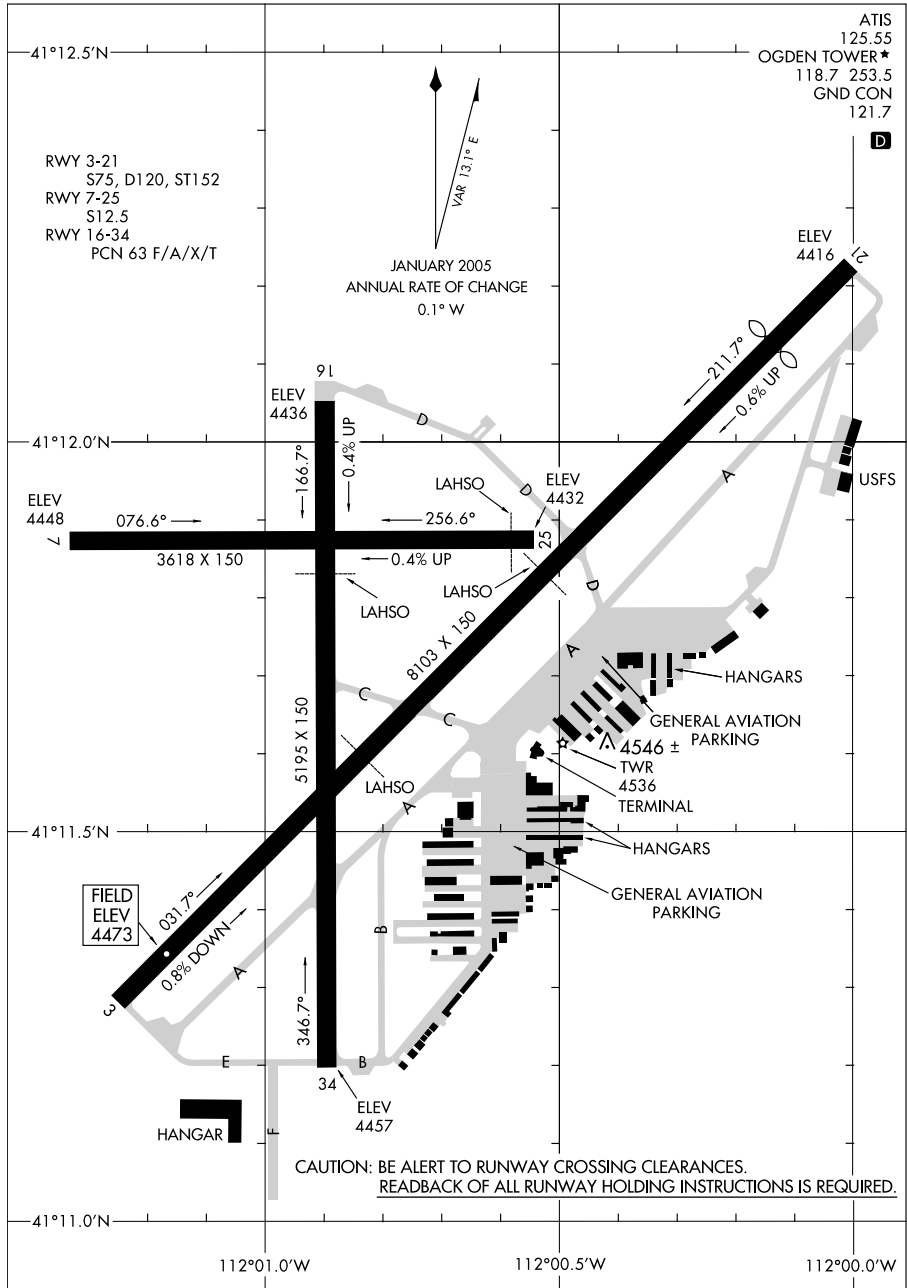 ATIS
125.55
OGDEN TOWER★
118.7 253.5
GND CON
121.7
D
41°12.5'N
VAR 13.1° E
JANUARY 2005
ANNUAL RATE OF CHANGE
0.1° W
RWY 3-21
S75, D120, ST152
RWY 7-25
S12.5
RWY 16-34
PCN 63 F/A/X/T
ELEV
4416
21
211.7°
0.6% UP
16
ELEV
4436
D
166.7°
0.4% UP
41°12.0'N
A
USFS
LAHSO
ELEV
4432
D
ELEV
4448
076.6°
256.6°
7
25
3618 X 150
0.4% UP
LAHSO
LAHSO
D
8103 X 150
A
HANGARS
C
C
GENERAL AVIATION
PARKING
5195 X 150
4546 ±
TWR
4536
TERMINAL
LAHSO
A
41°11.5'N
HANGARS
GENERAL AVIATION
PARKING
FIELD
ELEV
4473
031.7°
0.8% DOWN
A
B
3
346.7°
E
B
34
ELEV
4457
HANGAR
F
CAUTION: BE ALERT TO RUNWAY CROSSING CLEARANCES.
READBACK OF ALL RUNWAY HOLDING INSTRUCTIONS IS REQUIRED.
41°11.0'N
112°01.0'W
112°00.5'W
112°00.0'W